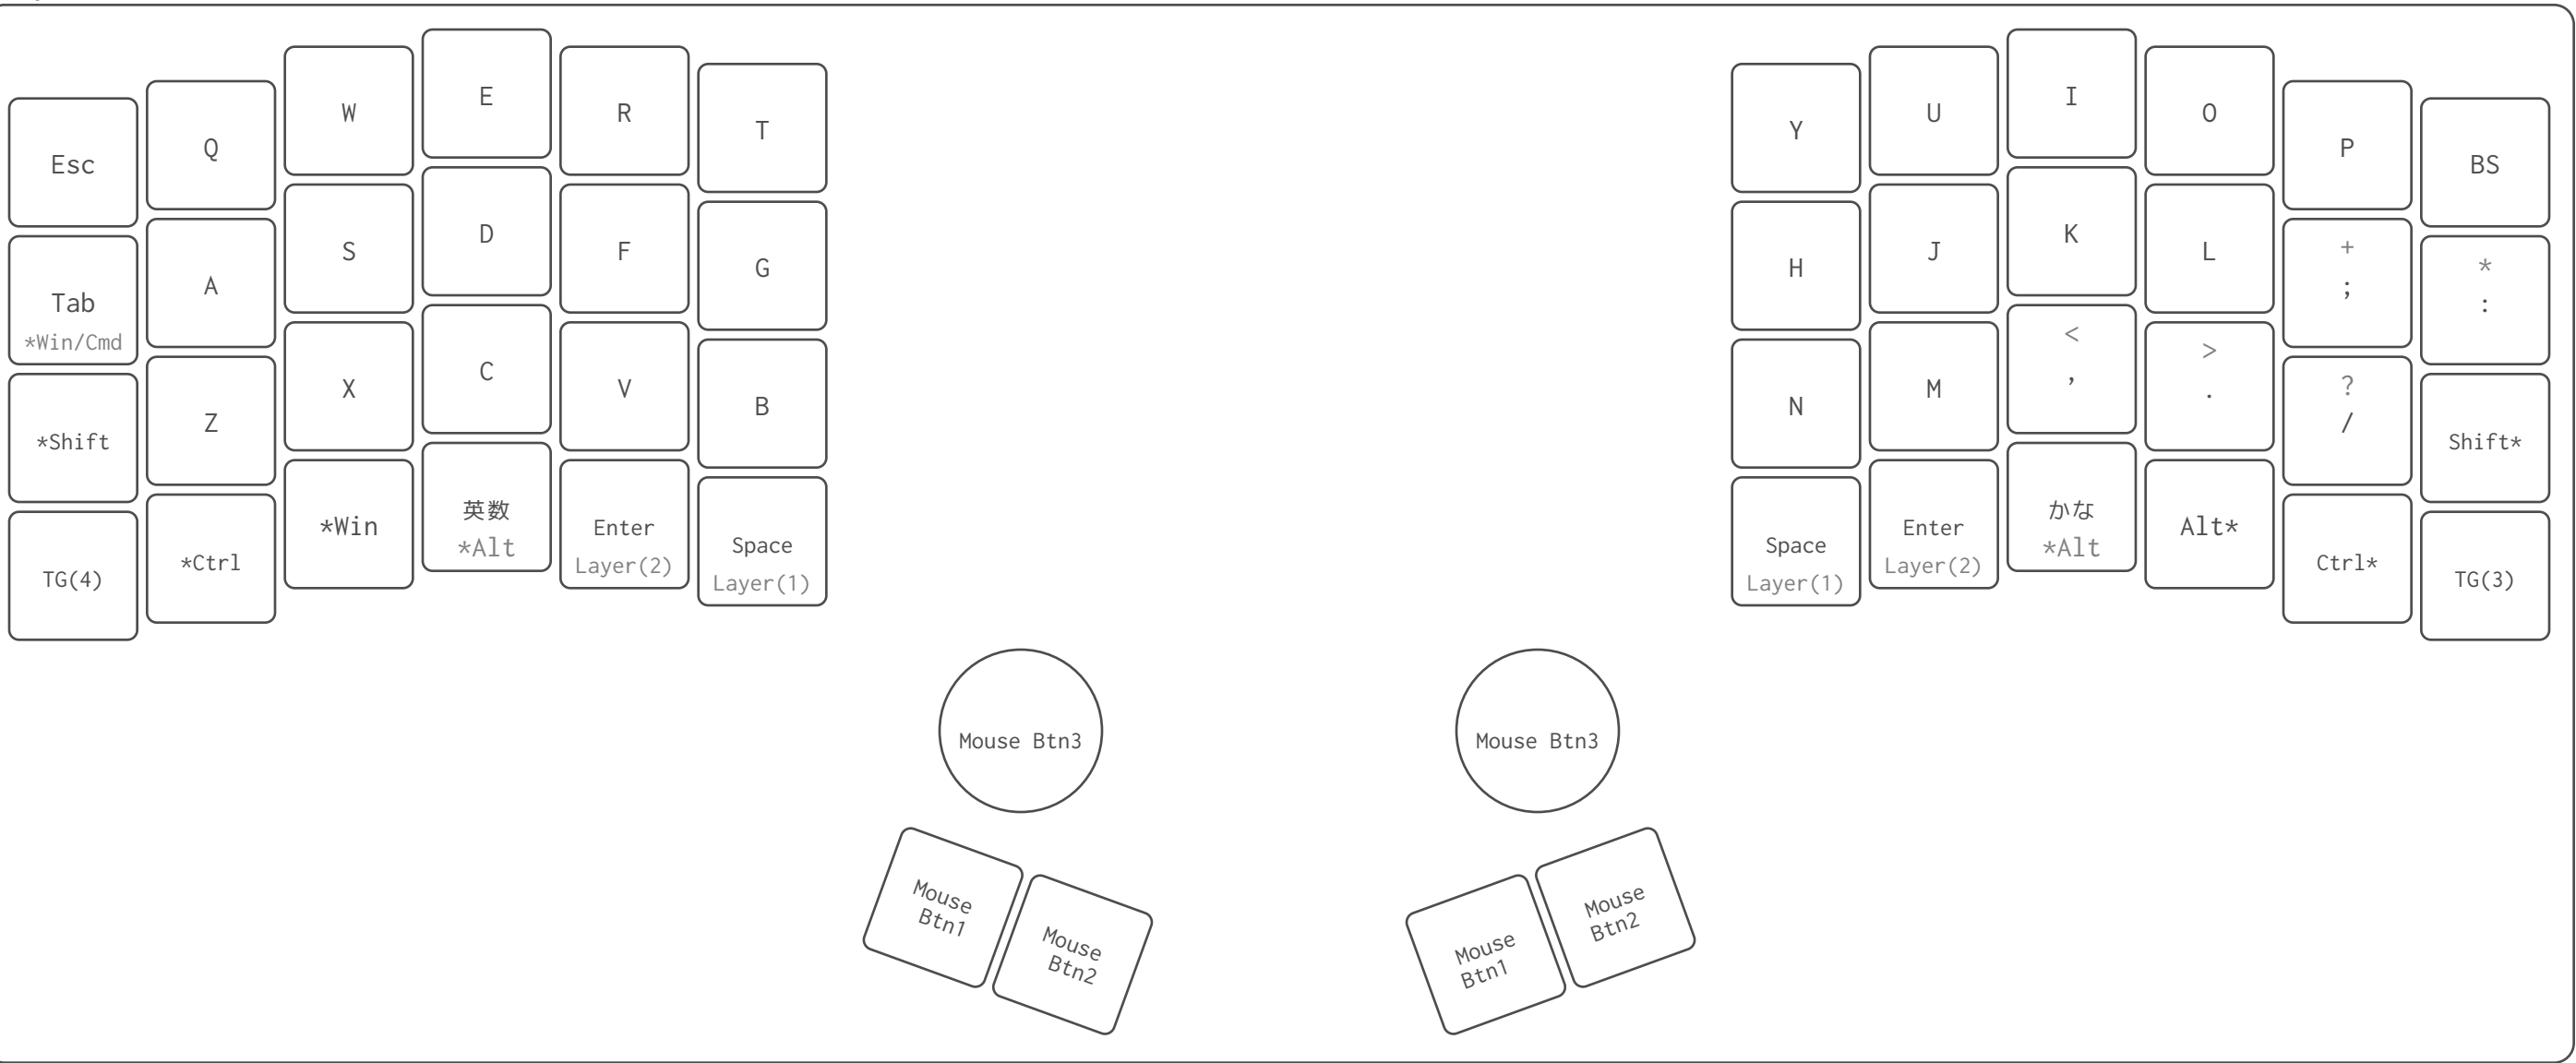 Esc
Q
W
E
R
T
Y
U
I
O
P
BS
Tab
*Win/Cmd
A
S
D
F
G
H
J
K
L
+
;
*
:
*Shift
Z
X
C
V
B
N
M
<
,
>
.
?
/
Shift*
TG(4)
*Ctrl
*Win
英数
*Alt
Enter
Layer(2)
Space
Layer(1)
Space
Layer(1)
Enter
Layer(2)
かな
*Alt
Alt*
Ctrl*
TG(3)
Mouse Btn3
Mouse Btn3
Mouse
Btn1
Mouse
Btn2
Mouse
Btn1
Mouse
Btn2